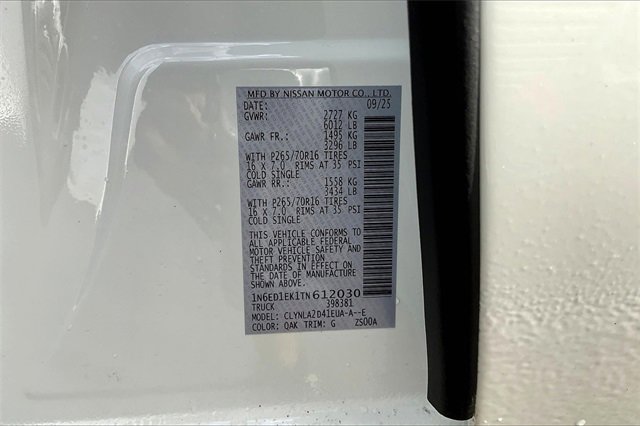 MFD BY NISSAN MOTOR CO., LTD.
DATE: 09/25
GVWR: 2727 KG
6012 LB
GAWR FR.: 1495 KG
3296 LB
WITH P265/70R16 TIRES
16 X 7.0 RIMS AT 35 PSI
COLD SINGLE
GAWR RR.: 1558 KG
3434 LB
WITH P265/70R16 TIRES
16 X 7.0 RIMS AT 35 PSI
COLD SINGLE
THIS VEHICLE CONFORMS TO
ALL APPLICABLE FEDERAL
MOTOR VEHICLE SAFETY AND
THEFT PREVENTION
STANDARDS IN EFFECT ON
THE DATE OF MANUFACTURE
SHOWN ABOVE.
1N6ED1EK1TN612030
TRUCK 398381
MODEL: CLYNLA2D41EUA-A--E
COLOR: QAK TRIM: G ZS00A